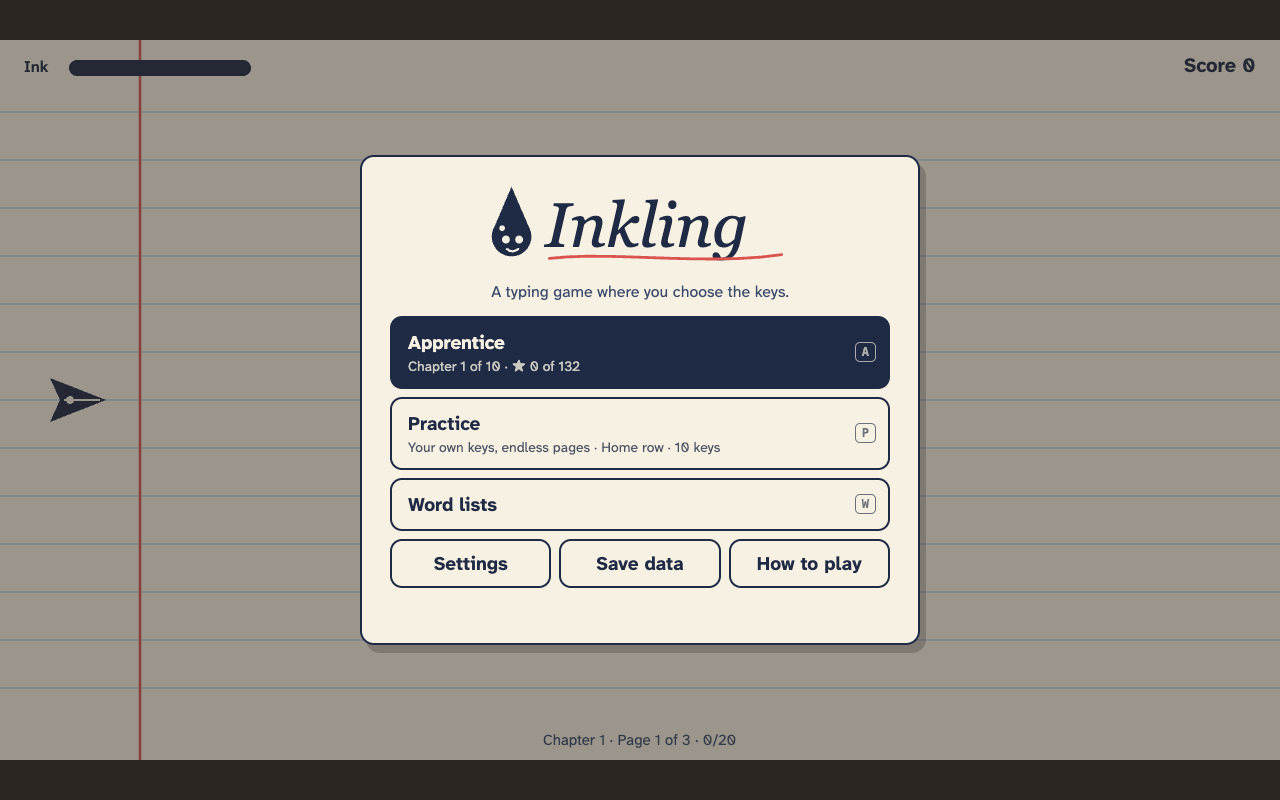 Ink
Score 0
Inkling
A typing game where you choose the keys.
Apprentice
Chapter 1 of 10 · ★ 0 of 132
A
Practice
Your own keys, endless pages · Home row · 10 keys
P
Word lists
W
Settings
Save data
How to play
Chapter 1 · Page 1 of 3 · 0/20